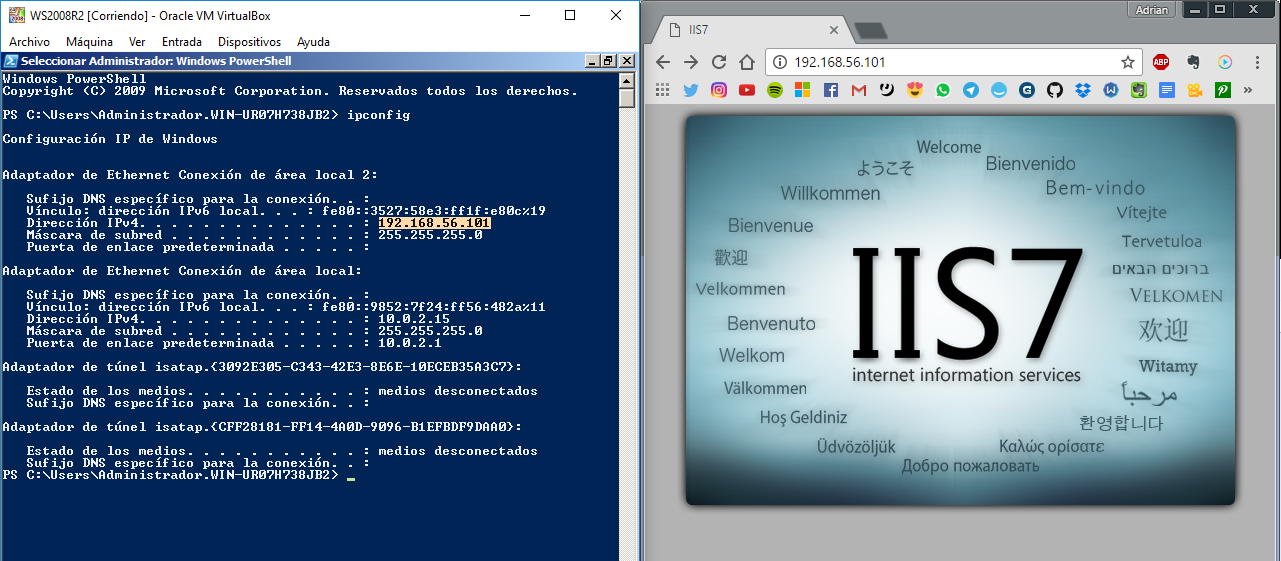 WS2008R2 [Corriendo] - Oracle VM VirtualBox
Archivo Máquina Ver Entrada Dispositivos Ayuda
Seleccionar Administrador: Windows PowerShell
Windows PowerShell
Copyright (C) 2009 Microsoft Corporation. Reservados todos los derechos.
PS C:\Users\Administrador.WIN-UR07H738JB2> ipconfig
Configuración IP de Windows
Adaptador de Ethernet Conexión de área local 2:
Sufijo DNS específico para la conexión. . :
Vínculo: dirección IPv6 local. . . : fe80::3527:58e3:ff1f:e80c%19
Dirección IPv4. . . . . . . . . . . . . . : 192.168.56.101
Máscara de subred . . . . . . . . . . . . : 255.255.255.0
Puerta de enlace predeterminada . . . . . :
Adaptador de Ethernet Conexión de área local:
Sufijo DNS específico para la conexión. . :
Vínculo: dirección IPv6 local. . . : fe80::9852:7f24:ff56:482a%11
Dirección IPv4. . . . . . . . . . . . . . : 10.0.2.15
Máscara de subred . . . . . . . . . . . . : 255.255.255.0
Puerta de enlace predeterminada . . . . . : 10.0.2.1
Adaptador de túnel isatap.{3092E305-C343-42E3-8E6E-10ECEB35A3C7}:
Estado de los medios. . . . . . . . . . . : medios desconectados
Sufijo DNS específico para la conexión. . :
Adaptador de túnel isatap.{CFF28181-FF14-4A0D-9096-B1EFBDF9DAA0}:
Estado de los medios. . . . . . . . . . . : medios desconectados
Sufijo DNS específico para la conexión. . :
PS C:\Users\Administrador.WIN-UR07H738JB2>
Adrian
IIS7
192.168.56.101
ABP
Welcome
ようこそ
Bienvenido
Willkommen
Bem-vindo
Vítejte
Bienvenue
Tervetuloa
歡迎
ברוכים הבאים
Velkommen
VELKOMEN
Benvenuto
欢迎
Welkom
Witamy
Välkommen
مرحباً
Hoş Geldiniz
환영합니다
Üdvözöljük
Καλώς ορίσατε
Добро пожаловать
IIS7
internet information services